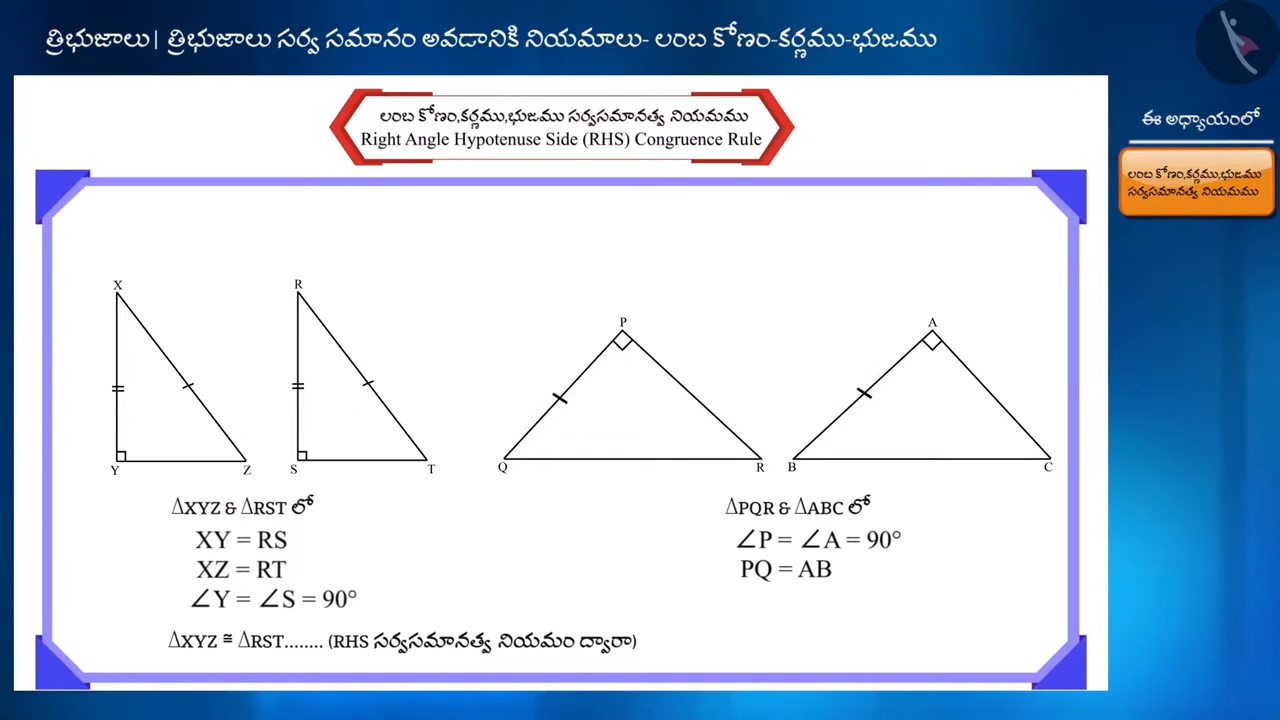 త్రిభుజాలు| త్రిభుజాలు సర్వ సమానం అవడానికి నియమాలు- లంబ కోణం-కర్ణము-భుజము
లంబ కోణం,కర్ణము,భుజము సర్వసమానత్వ నియమము
Right Angle Hypotenuse Side (RHS) Congruence Rule
ఈ అధ్యాయంలో
లంబ కోణం,కర్ణము,భుజము
సర్వసమానత్వ నియమము
X
R
P
A
Y
Z
S
T
Q
R
B
C
ΔXYZ & ΔRST లో
XY = RS
XZ = RT
∠Y = ∠S = 90°
ΔXYZ ≅ ΔRST........ (RHS సర్వసమానత్వ నియమం ద్వారా)
ΔPQR & ΔABC లో
∠P = ∠A = 90°
PQ = AB